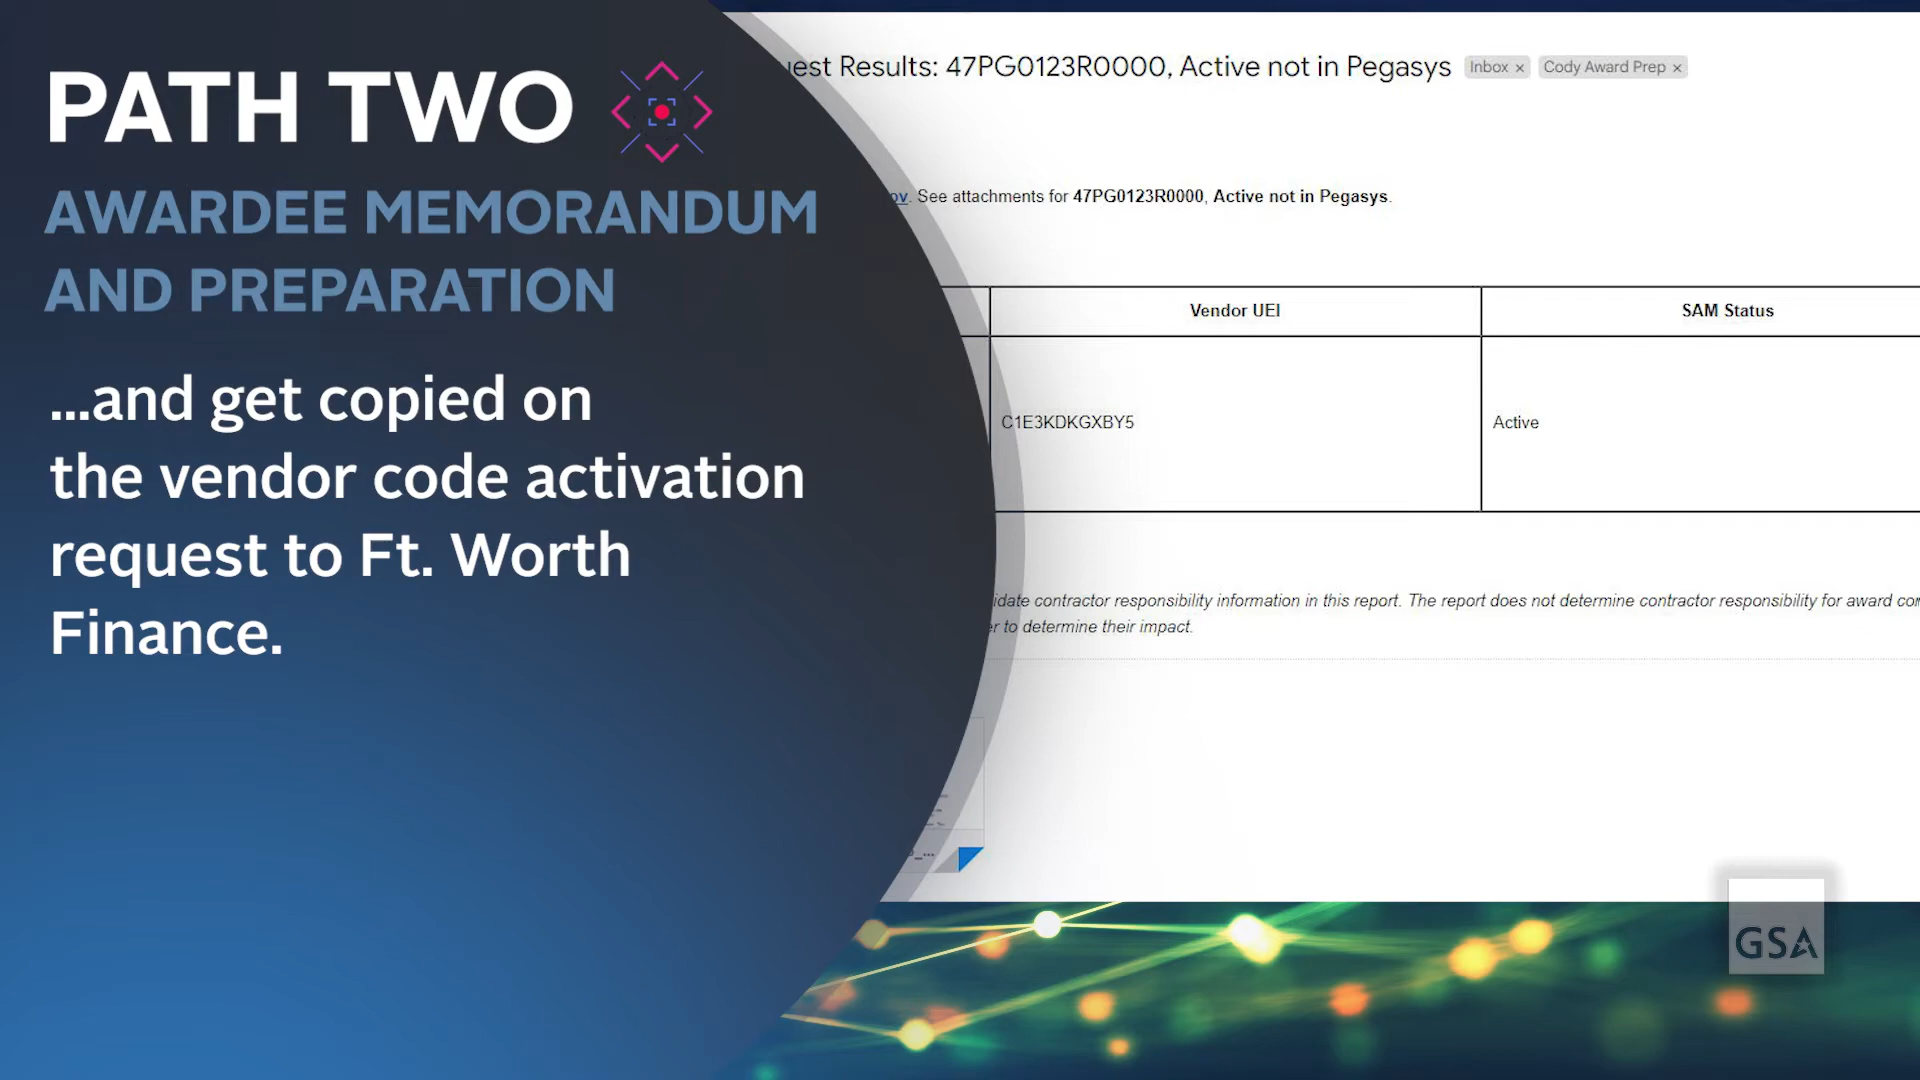 PATH TWO
AWARDEE MEMORANDUM
AND PREPARATION
...and get copied on
the vendor code activation
request to Ft. Worth
Finance.
Results: 47PG0123R0000, Active not in Pegasys
Inbox ×
Cody Award Prep ×
See attachments for 47PG0123R0000, Active not in Pegasys.
Vendor UEI
SAM Status
C1E3KDKGXBY5
Active
contractor responsibility information in this report. The report does not determine contractor responsibility for award
to determine their impact.
GSA